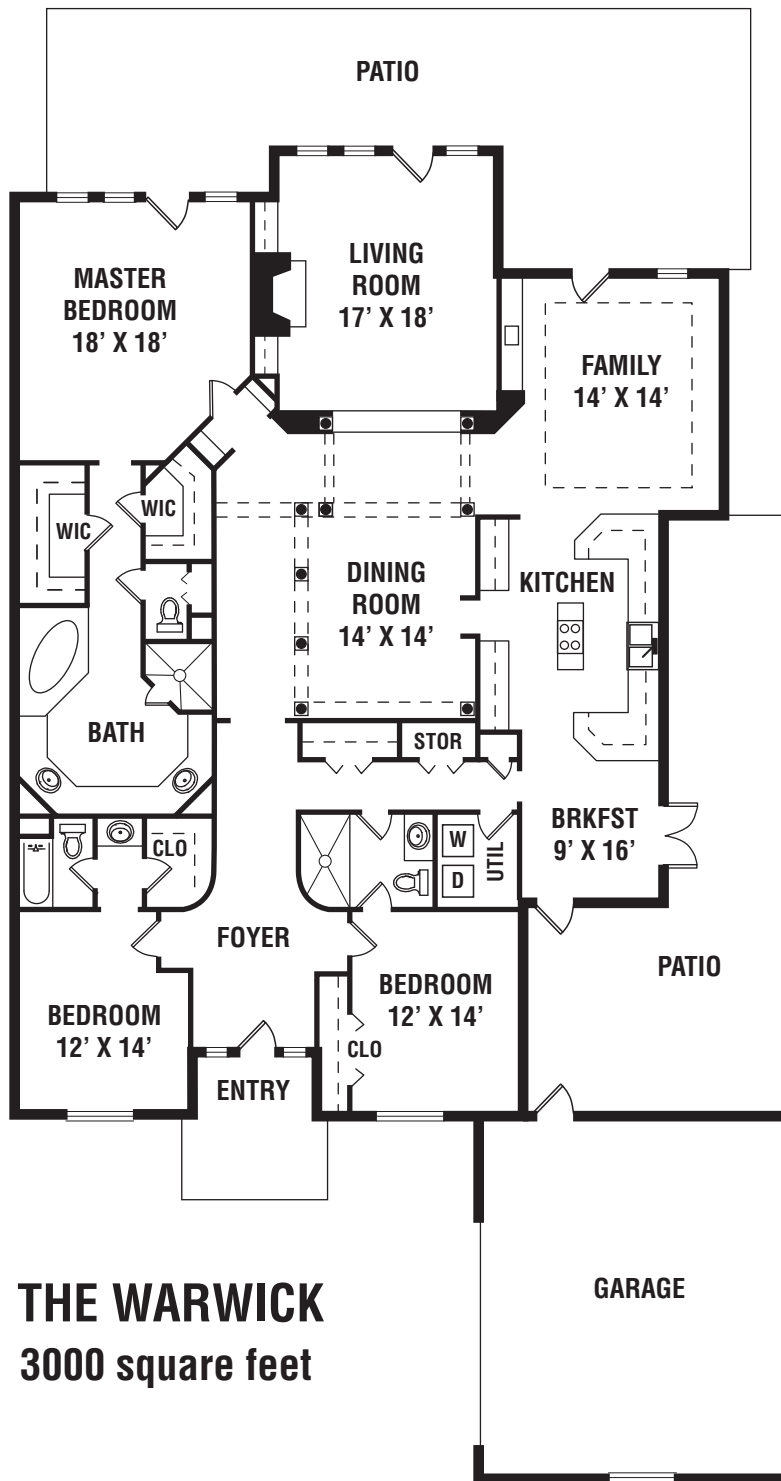 PATIO
LIVING
ROOM
17’ X 18’
MASTER
BEDROOM
18’ X 18’
FAMILY
14’ X 14’
WIC
WIC
DINING
ROOM
14’ X 14’
KITCHEN
BATH
STOR
BRKFST
9’ X 16’
CLO
W
D
UTIL
FOYER
PATIO
BEDROOM
12’ X 14’
BEDROOM
12’ X 14’
CLO
ENTRY
GARAGE
THE WARWICK
3000 square feet